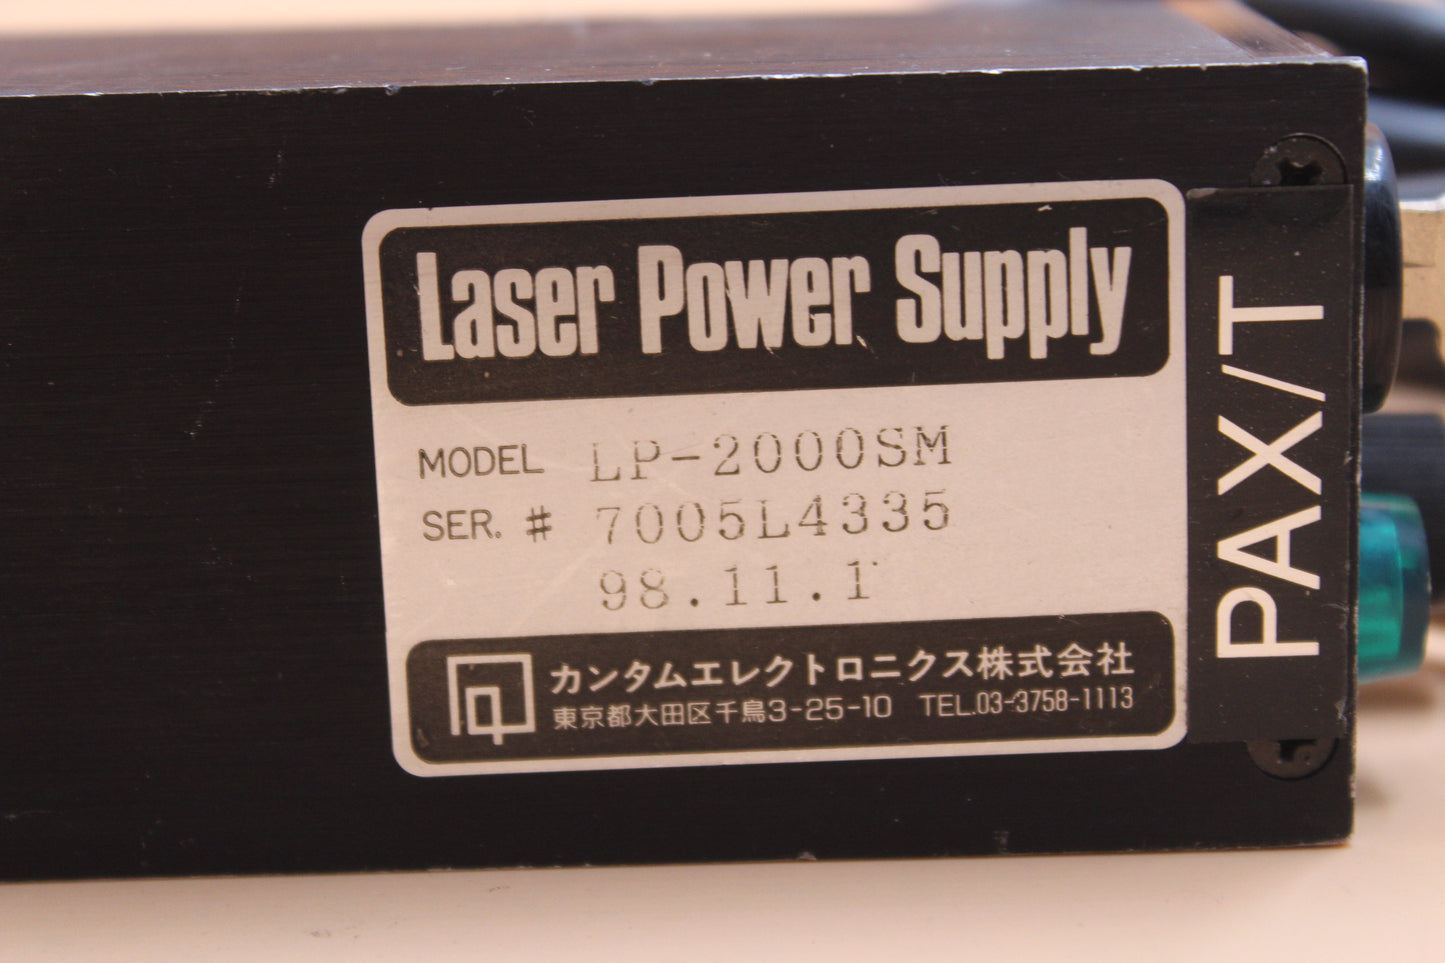 Laser Power Supply
MODEL LP-2000SM
SER. # 7005L4335
98.11.1
カンタムエレクトロニクス株式会社
東京都大田区千鳥3-25-10 TEL.03-3758-1113
PAX/T